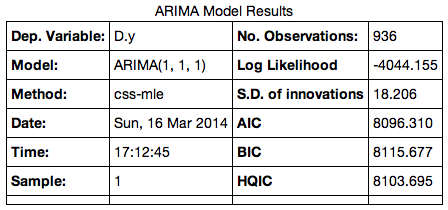 ARIMA Model Results
Dep. Variable: D.y No. Observations: 936
Model: ARIMA(1, 1, 1) Log Likelihood -4044.155
Method: css-mle S.D. of innovations 18.206
Date: Sun, 16 Mar 2014 AIC 8096.310
Time: 17:12:45 BIC 8115.677
Sample: 1 HQIC 8103.695